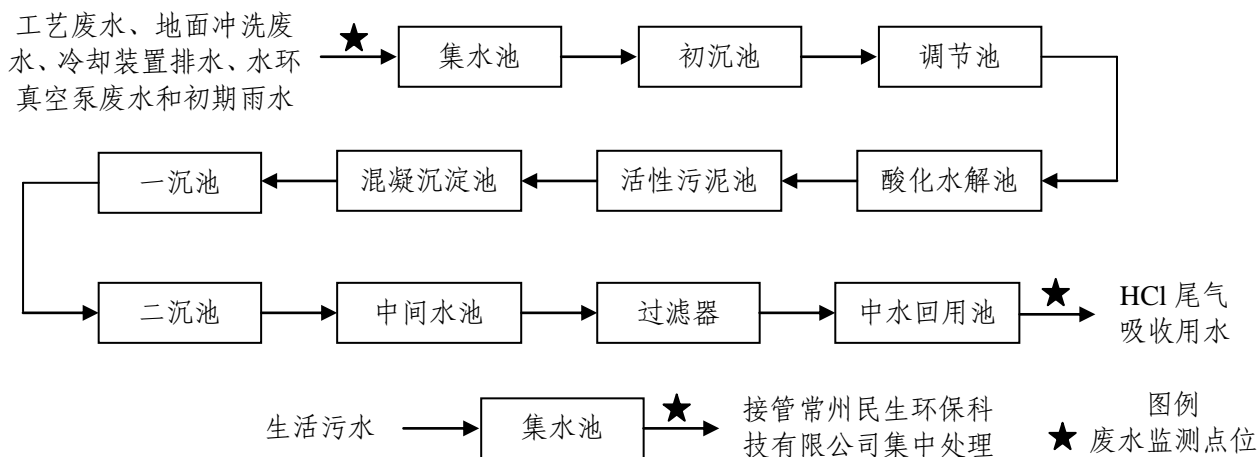 工艺废水、地面冲洗废
水、冷却装置排水、水环
真空泵废水和初期雨水
集水池
初沉池
调节池
酸化水解池
活性污泥池
混凝沉淀池
一沉池
二沉池
中间水池
过滤器
中水回用池
HCl 尾气
吸收用水
生活污水
集水池
接管常州民生环保科
技有限公司集中处理
图例
废水监测点位